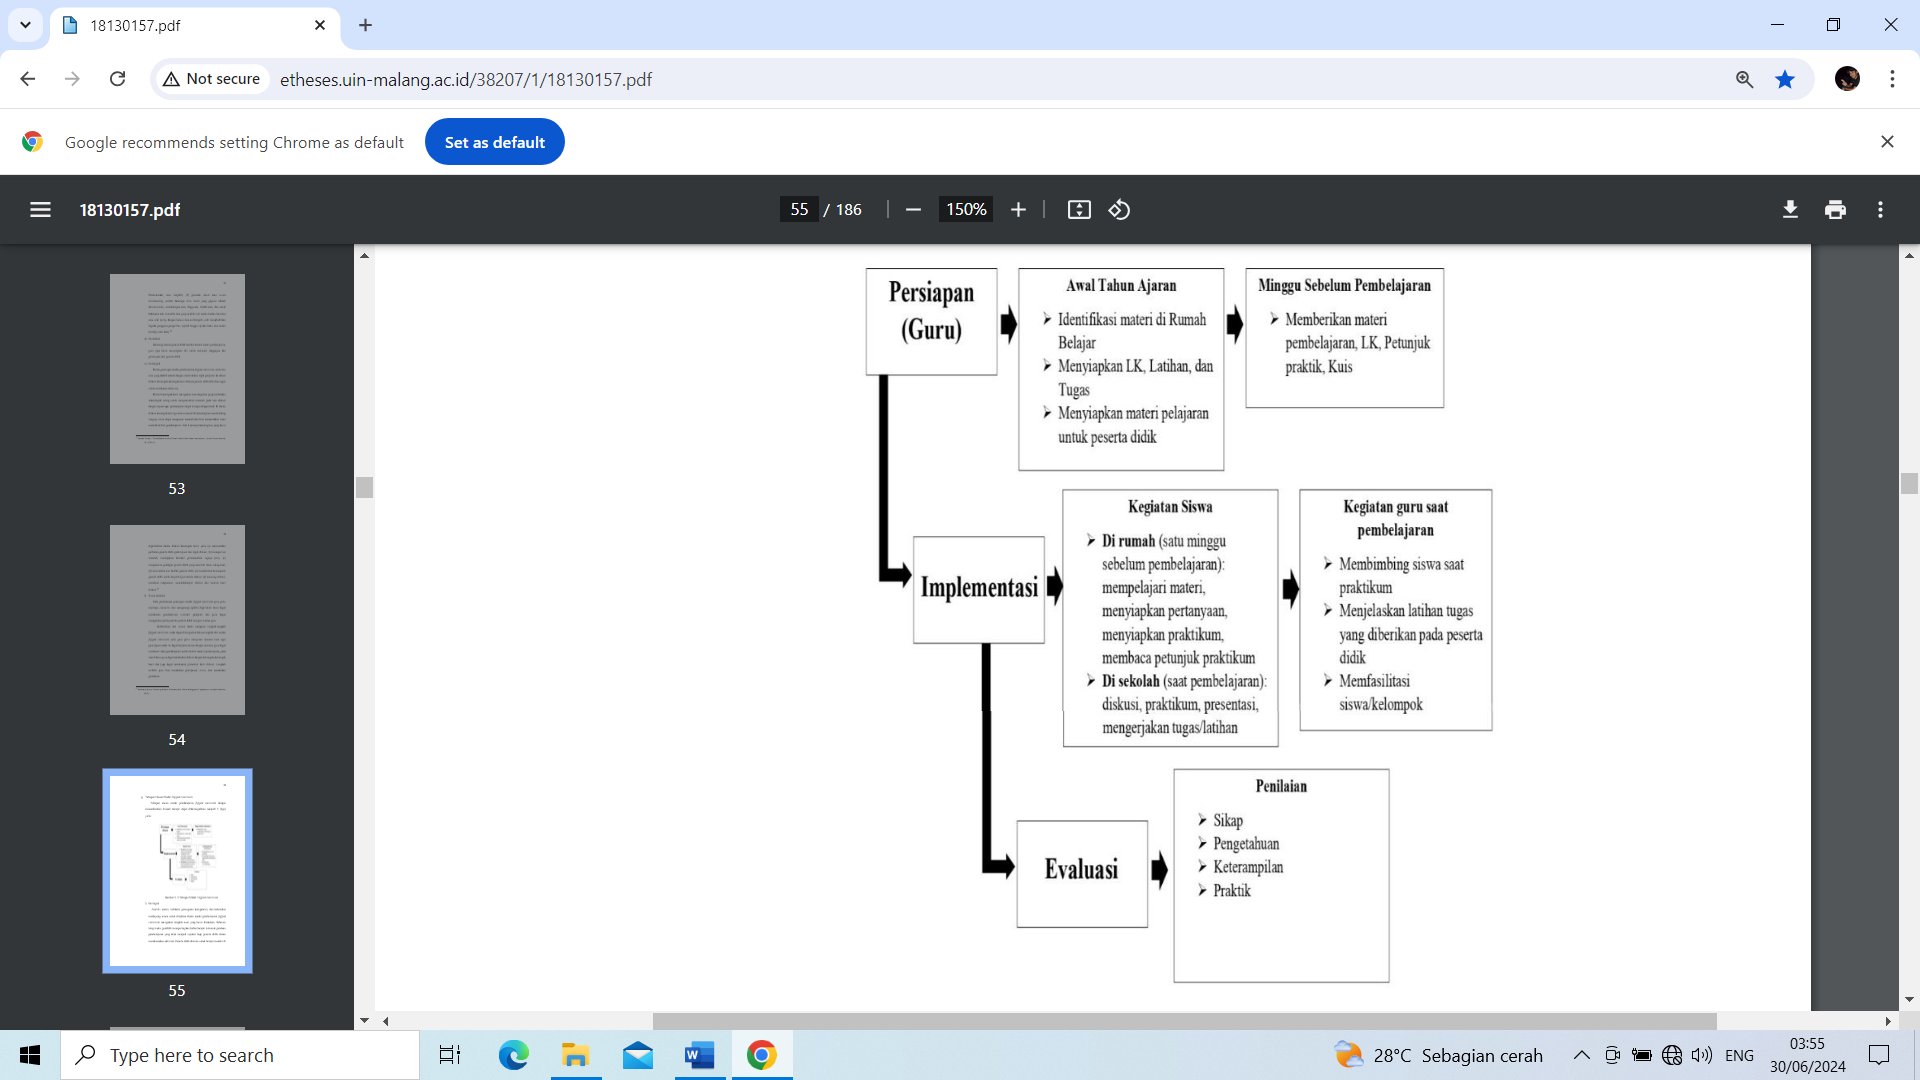 18130157.pdf
Not secure
etheses.uin-malang.ac.id/38207/1/18130157.pdf
Google recommends setting Chrome as default
Set as default
18130157.pdf
55 / 186
150%
53
54
55
Persiapan
(Guru)
Awal Tahun Ajaran
Identifikasi materi di Rumah
Belajar
Menyiapkan LK, Latihan, dan
Tugas
Menyiapkan materi pelajaran
untuk peserta didik
Minggu Sebelum Pembelajaran
Memberikan materi
pembelajaran, LK, Petunjuk
praktik, Kuis
Implementasi
Kegiatan Siswa
Di rumah (satu minggu
sebelum pembelajaran):
mempelajari materi,
menyiapkan pertanyaan,
menyiapkan praktikum,
membaca petunjuk praktikum
Di sekolah (saat pembelajaran):
diskusi, praktikum, presentasi,
mengerjakan tugas/latihan
Kegiatan guru saat
pembelajaran
Membimbing siswa saat
praktikum
Menjelaskan latihan tugas
yang diberikan pada peserta
didik
Memfasilitasi
siswa/kelompok
Evaluasi
Penilaian
Sikap
Pengetahuan
Keterampilan
Praktik
Type here to search
28°C Sebagian cerah
ENG
03:55
30/06/2024